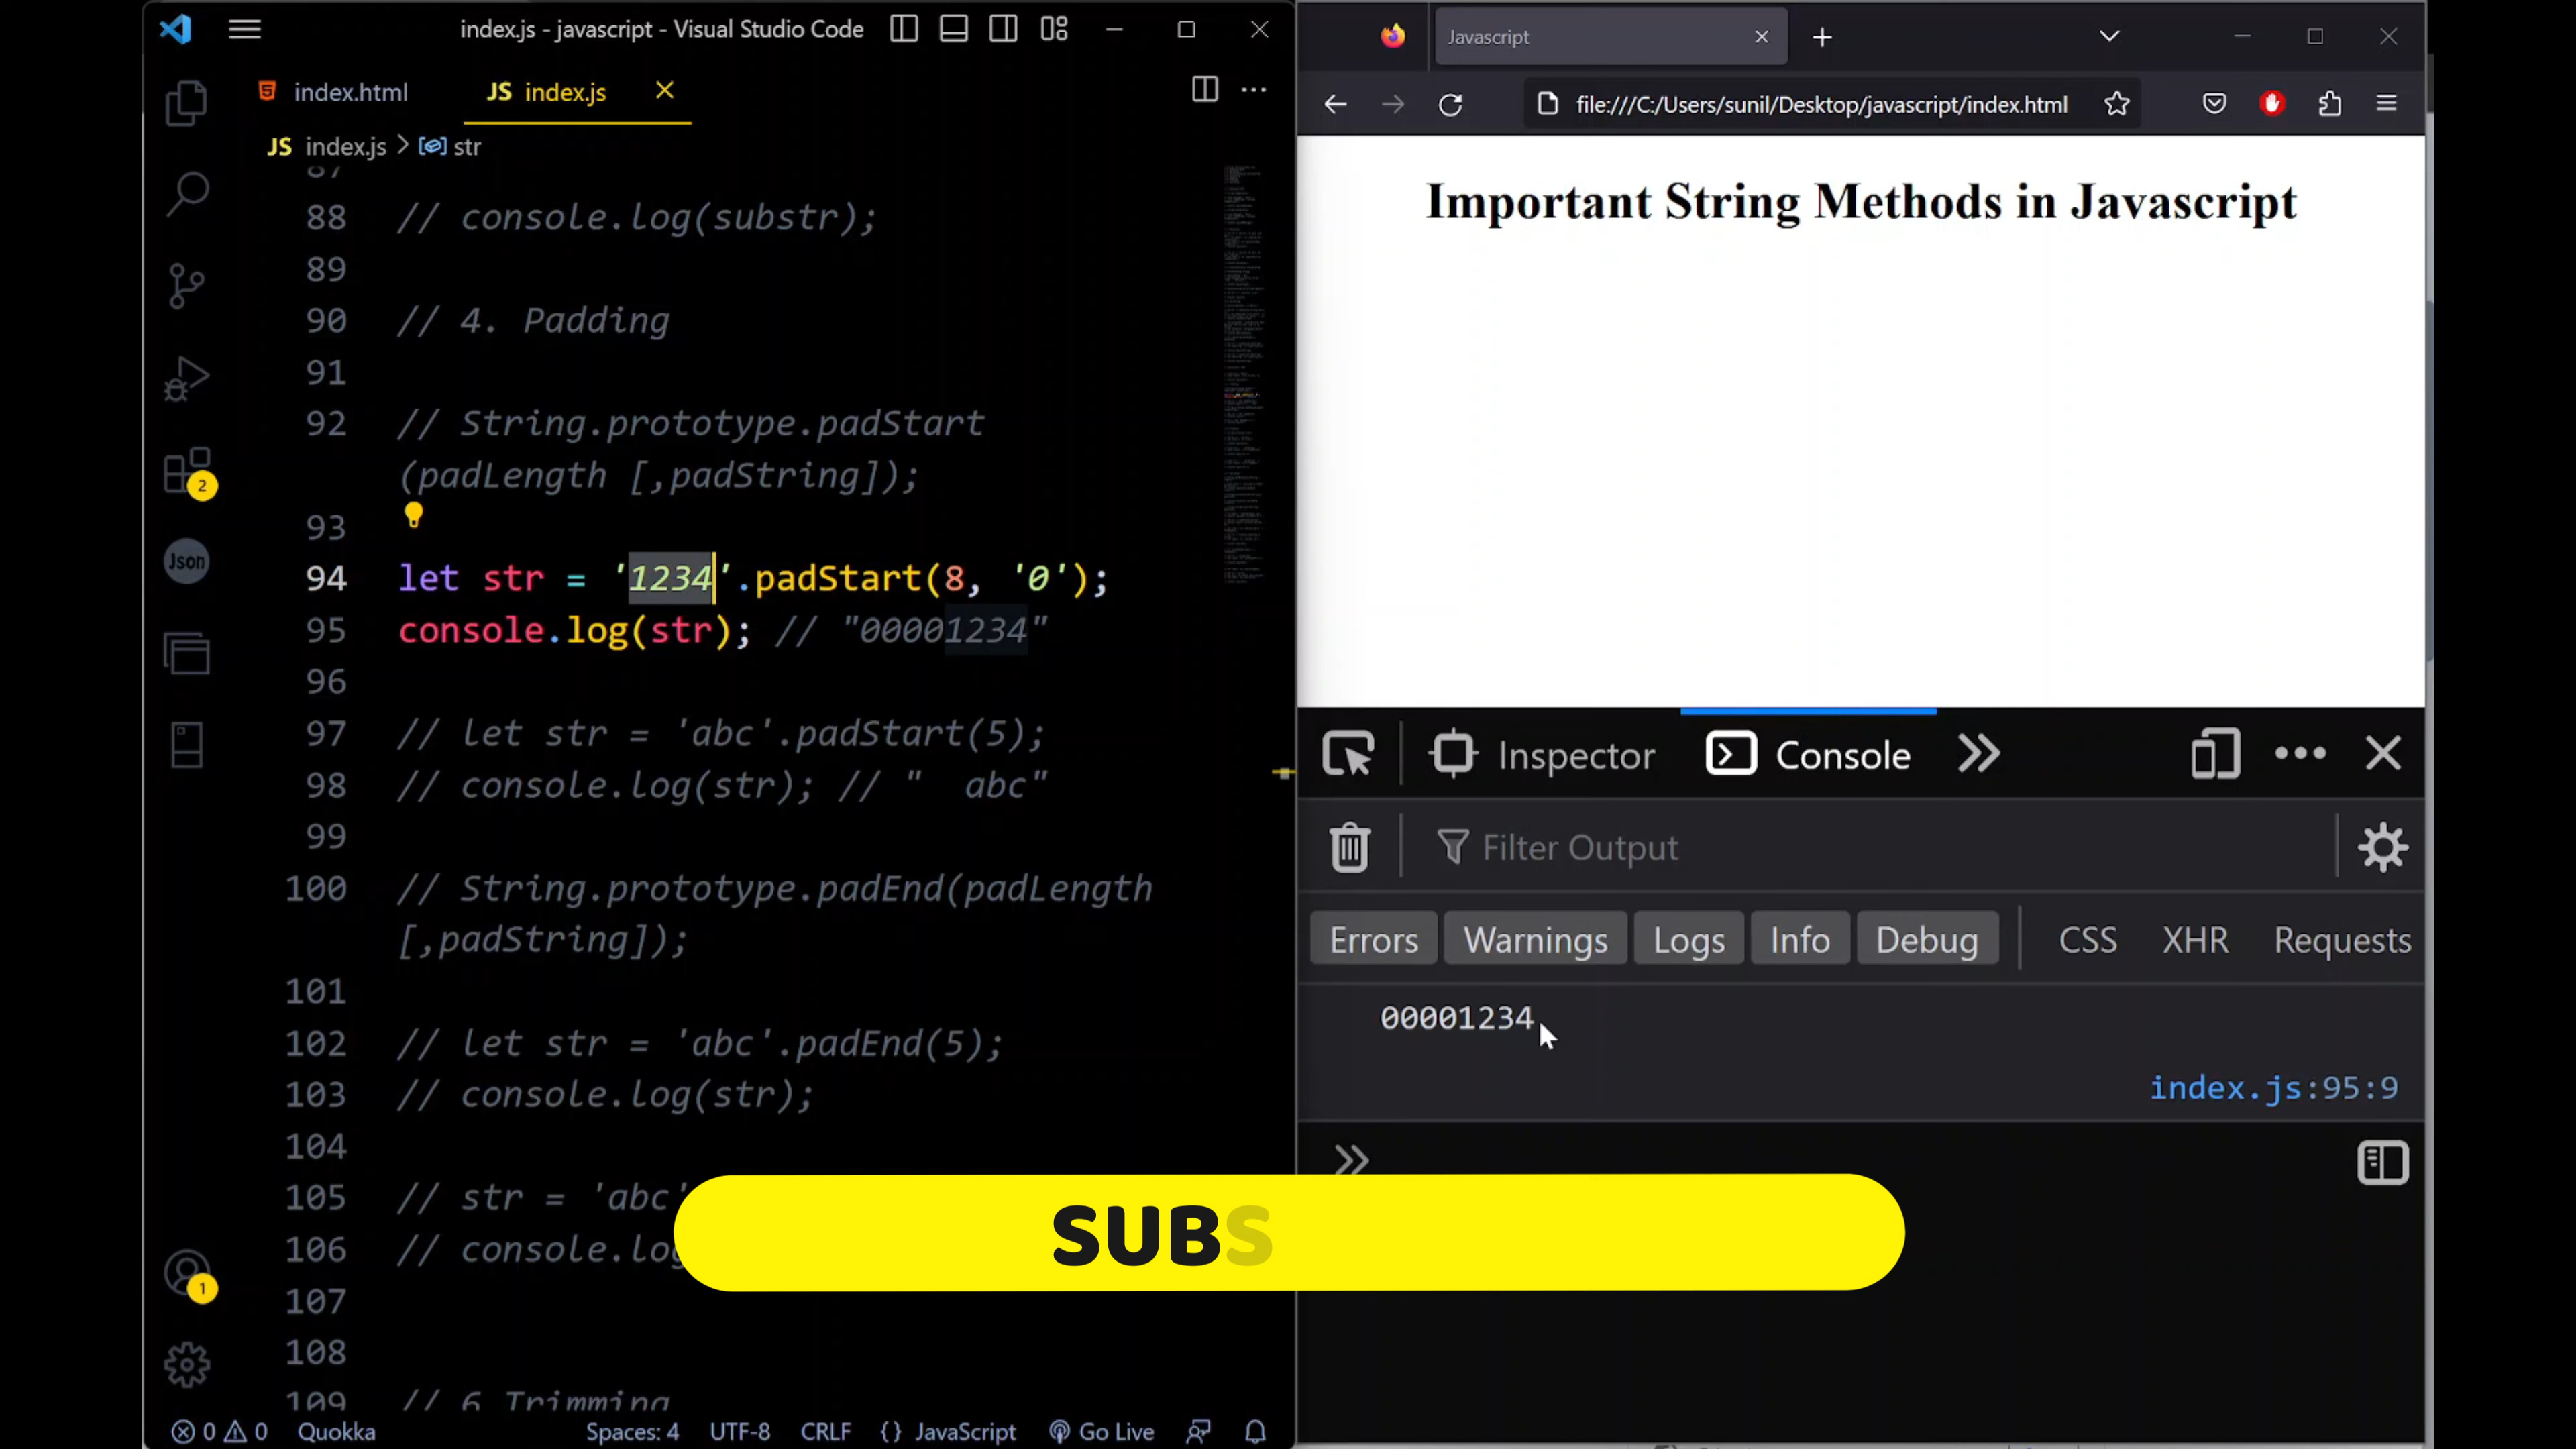 index.js - javascript - Visual Studio Code
index.html
JS index.js
JS index.js > str
87
88 // console.log(substr);
89
90 // 4. Padding
91
92 // String.prototype.padStart
(padLength [,padString]);
93
94 let str = '1234'.padStart(8, '0');
95 console.log(str); // "00001234"
96
97 // let str = 'abc'.padStart(5);
98 // console.log(str); // "  abc"
99
100 // String.prototype.padEnd(padLength
[,padString]);
101
102 // let str = 'abc'.padEnd(5);
103 // console.log(str);
104
105 // str = 'abc'
106 // console.log
107
108
109 // 6 Trimming
2
Json
1
0 0 Quokka Spaces: 4 UTF-8 CRLF {} JavaScript Go Live
Javascript
file:///C:/Users/sunil/Desktop/javascript/index.html
Important String Methods in Javascript
Inspector Console
Filter Output
Errors Warnings Logs Info Debug CSS XHR Requests
00001234
index.js:95:9
SUBS